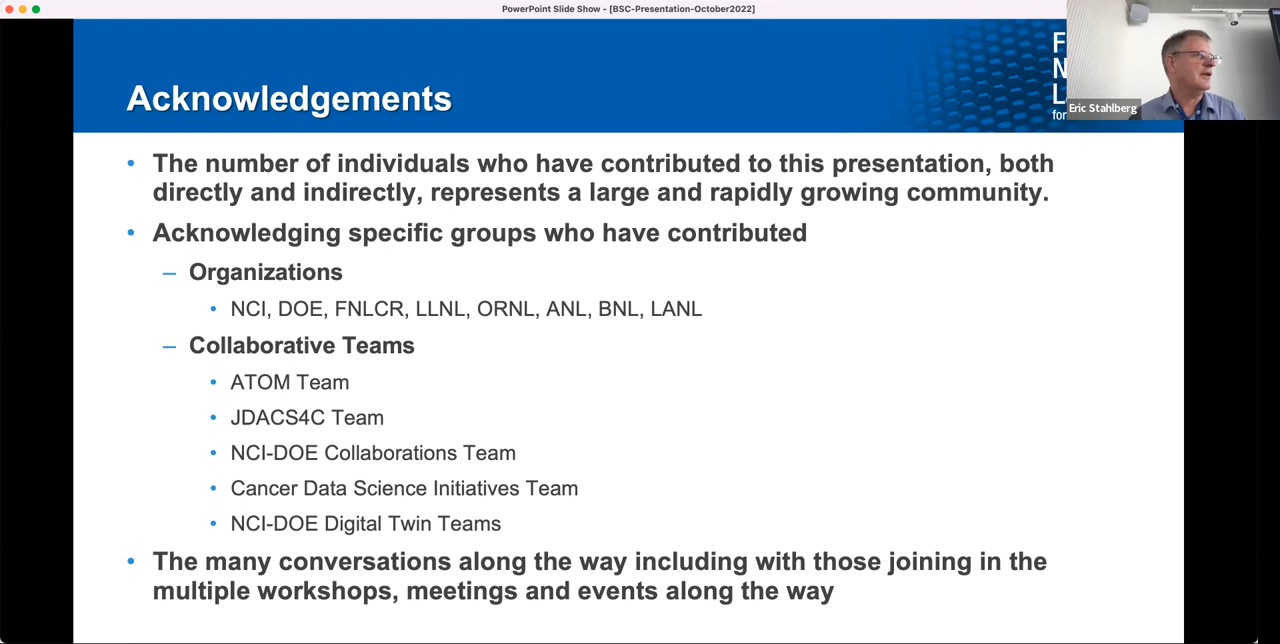 PowerPoint Slide Show - [BSC-Presentation-October2022]
Acknowledgements
F
N
L
for
Eric Stahlberg
• The number of individuals who have contributed to this presentation, both
directly and indirectly, represents a large and rapidly growing community.
• Acknowledging specific groups who have contributed
– Organizations
• NCI, DOE, FNLCR, LLNL, ORNL, ANL, BNL, LANL
– Collaborative Teams
• ATOM Team
• JDACS4C Team
• NCI-DOE Collaborations Team
• Cancer Data Science Initiatives Team
• NCI-DOE Digital Twin Teams
• The many conversations along the way including with those joining in the
multiple workshops, meetings and events along the way